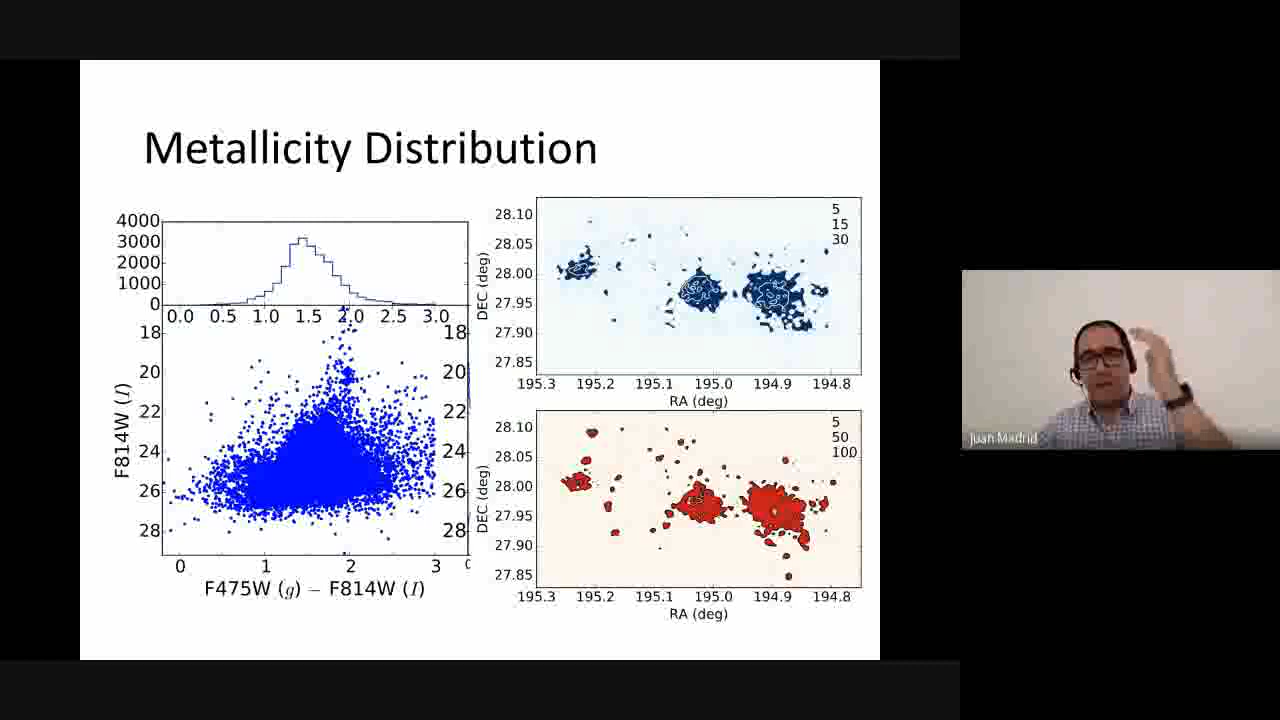 Metallicity Distribution
4000
3000
2000
1000
0
0.0 0.5 1.0 1.5 2.0 2.5 3.0
18
20
22
24
26
28
18
20
22
24
26
28
F814W (I)
0 1 2 3 0
F475W (g) − F814W (I)
28.10
28.05
28.00
27.95
27.90
27.85
DEC (deg)
5
15
30
195.3 195.2 195.1 195.0 194.9 194.8
RA (deg)
28.10
28.05
28.00
27.95
27.90
27.85
DEC (deg)
5
50
100
195.3 195.2 195.1 195.0 194.9 194.8
RA (deg)
Juan Madrid